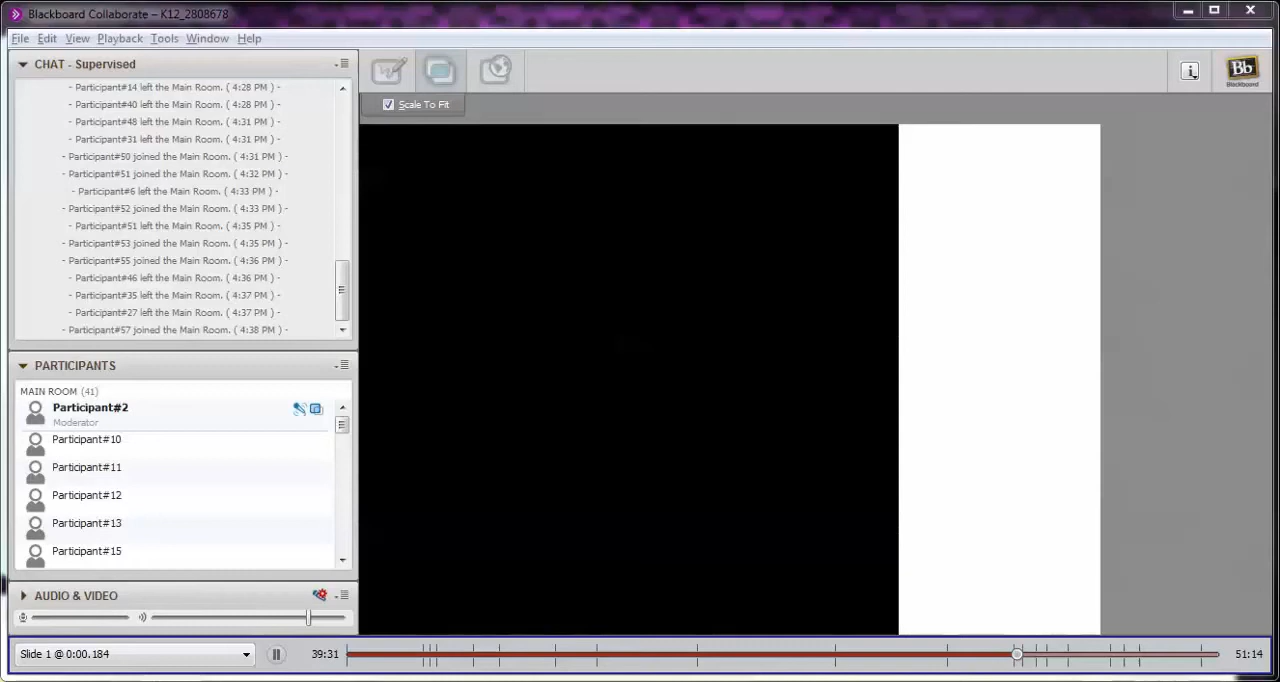 Blackboard Collaborate – K12_2808678
File Edit View Playback Tools Window Help
CHAT - Supervised
- Participant#14 left the Main Room. ( 4:28 PM ) -
- Participant#40 left the Main Room. ( 4:28 PM ) -
- Participant#48 left the Main Room. ( 4:31 PM ) -
- Participant#31 left the Main Room. ( 4:31 PM ) -
- Participant#50 joined the Main Room. ( 4:31 PM ) -
- Participant#51 joined the Main Room. ( 4:32 PM ) -
- Participant#6 left the Main Room. ( 4:33 PM ) -
- Participant#52 joined the Main Room. ( 4:33 PM ) -
- Participant#51 left the Main Room. ( 4:35 PM ) -
- Participant#53 joined the Main Room. ( 4:35 PM ) -
- Participant#55 joined the Main Room. ( 4:36 PM ) -
- Participant#46 left the Main Room. ( 4:36 PM ) -
- Participant#35 left the Main Room. ( 4:37 PM ) -
- Participant#27 left the Main Room. ( 4:37 PM ) -
- Participant#57 joined the Main Room. ( 4:38 PM ) -
PARTICIPANTS
MAIN ROOM (41)
Participant#2
Moderator
Participant#10
Participant#11
Participant#12
Participant#13
Participant#15
AUDIO & VIDEO
Scale To Fit
Bb
Blackboard
Slide 1 @ 0:00.184
39:31
51:14